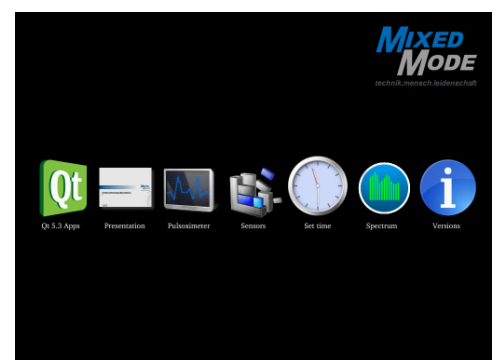 MIXED
MODE
technik.mensch.leidenschaft
Qt
Qt 5.3 Apps
Presentation
Pulsoximeter
Sensors
Set time
Spectrum
Versions